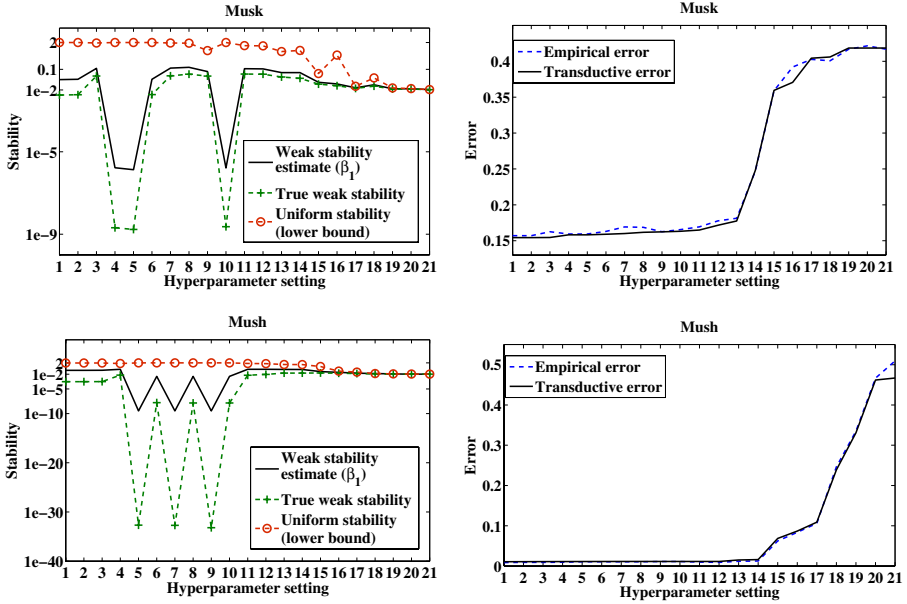 Musk
Stability
2
0.1
1e−2
1e−5
1e−9
Weak stability
estimate (β1)
True weak stability
Uniform stability
(lower bound)
1 2 3 4 5 6 7 8 9 10 11 12 13 14 15 16 17 18 19 20 21
Hyperparameter setting
Musk
Error
0.4
0.35
0.3
0.25
0.2
0.15
Empirical error
Transductive error
1 2 3 4 5 6 7 8 9 10 11 12 13 14 15 16 17 18 19 20 21
Hyperparameter setting
Mush
Stability
2
1e−2
1e−5
1e−10
1e−20
1e−30
1e−40
Weak stability
estimate (β1)
True weak stability
Uniform stability
(lower bound)
1 2 3 4 5 6 7 8 9 10 11 12 13 14 15 16 17 18 19 20 21
Hyperparameter setting
Mush
Error
0.5
0.4
0.3
0.2
0.1
0
Empirical error
Transductive error
1 2 3 4 5 6 7 8 9 10 11 12 13 14 15 16 17 18 19 20 21
Hyperparameter setting